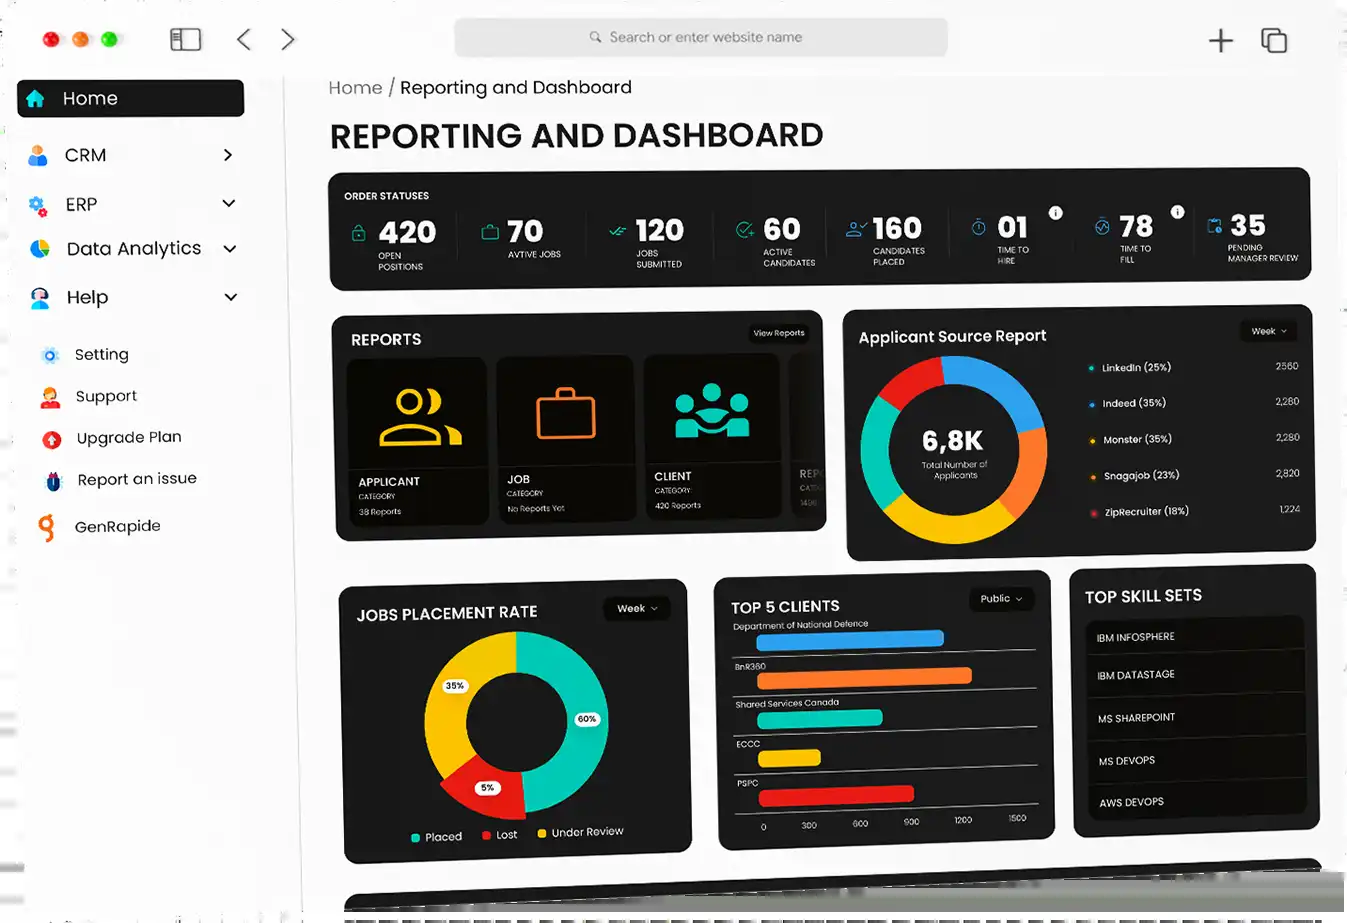 Search or enter website name
Home
CRM
ERP
Data Analytics
Help
Setting
Support
Upgrade Plan
Report an issue
GenRapide
Home / Reporting and Dashboard
REPORTING AND DASHBOARD
ORDER STATUSES
420
OPEN
POSITIONS
70
AVTIVE JOBS
120
JOBS
SUBMITTED
60
ACTIVE
CANDIDATES
160
CANDIDATES
PLACED
01
TIME TO
HIRE
78
TIME TO
FILL
35
PENDING
MANAGER REVIEW
REPORTS
View Reports
APPLICANT
CATEGORY
38 Reports
JOB
CATEGORY
No Reports Yet
CLIENT
CATEGORY:
420 Reports
Applicant Source Report
Week
6,8K
Total Number of
Applicants
LinkedIn (25%) 2560
Indeed (35%) 2,280
Monster (35%) 2,280
Snagajob (23%) 2,820
ZipRecruiter (18%) 1,224
JOBS PLACEMENT RATE
Week
35%
60%
5%
Placed Lost Under Review
TOP 5 CLIENTS
Public
Department of National Defence
BnR360
Shared Services Canada
ECCC
PSPC
0 300 600 900 1200 1500
TOP SKILL SETS
IBM INFOSPHERE
IBM DATASTAGE
MS SHAREPOINT
MS DEVOPS
AWS DEVOPS